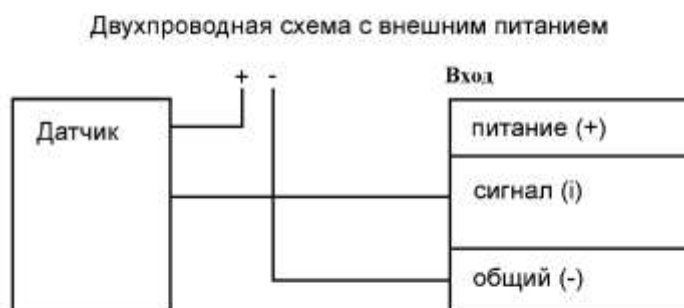 Двухпроводная схема с внешним питанием
+ -
Вход
Датчик
питание (+)
сигнал (i)
общий (-)